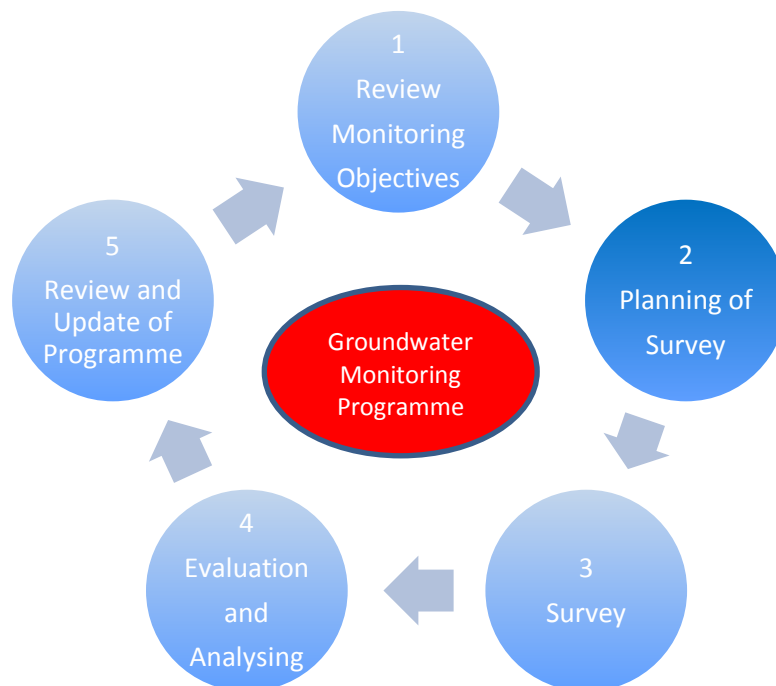 1
Review
Monitoring
Objectives
2
Planning of
Survey
3
Survey
4
Evaluation
and
Analysing
5
Review and
Update of
Programme
Groundwater
Monitoring
Programme